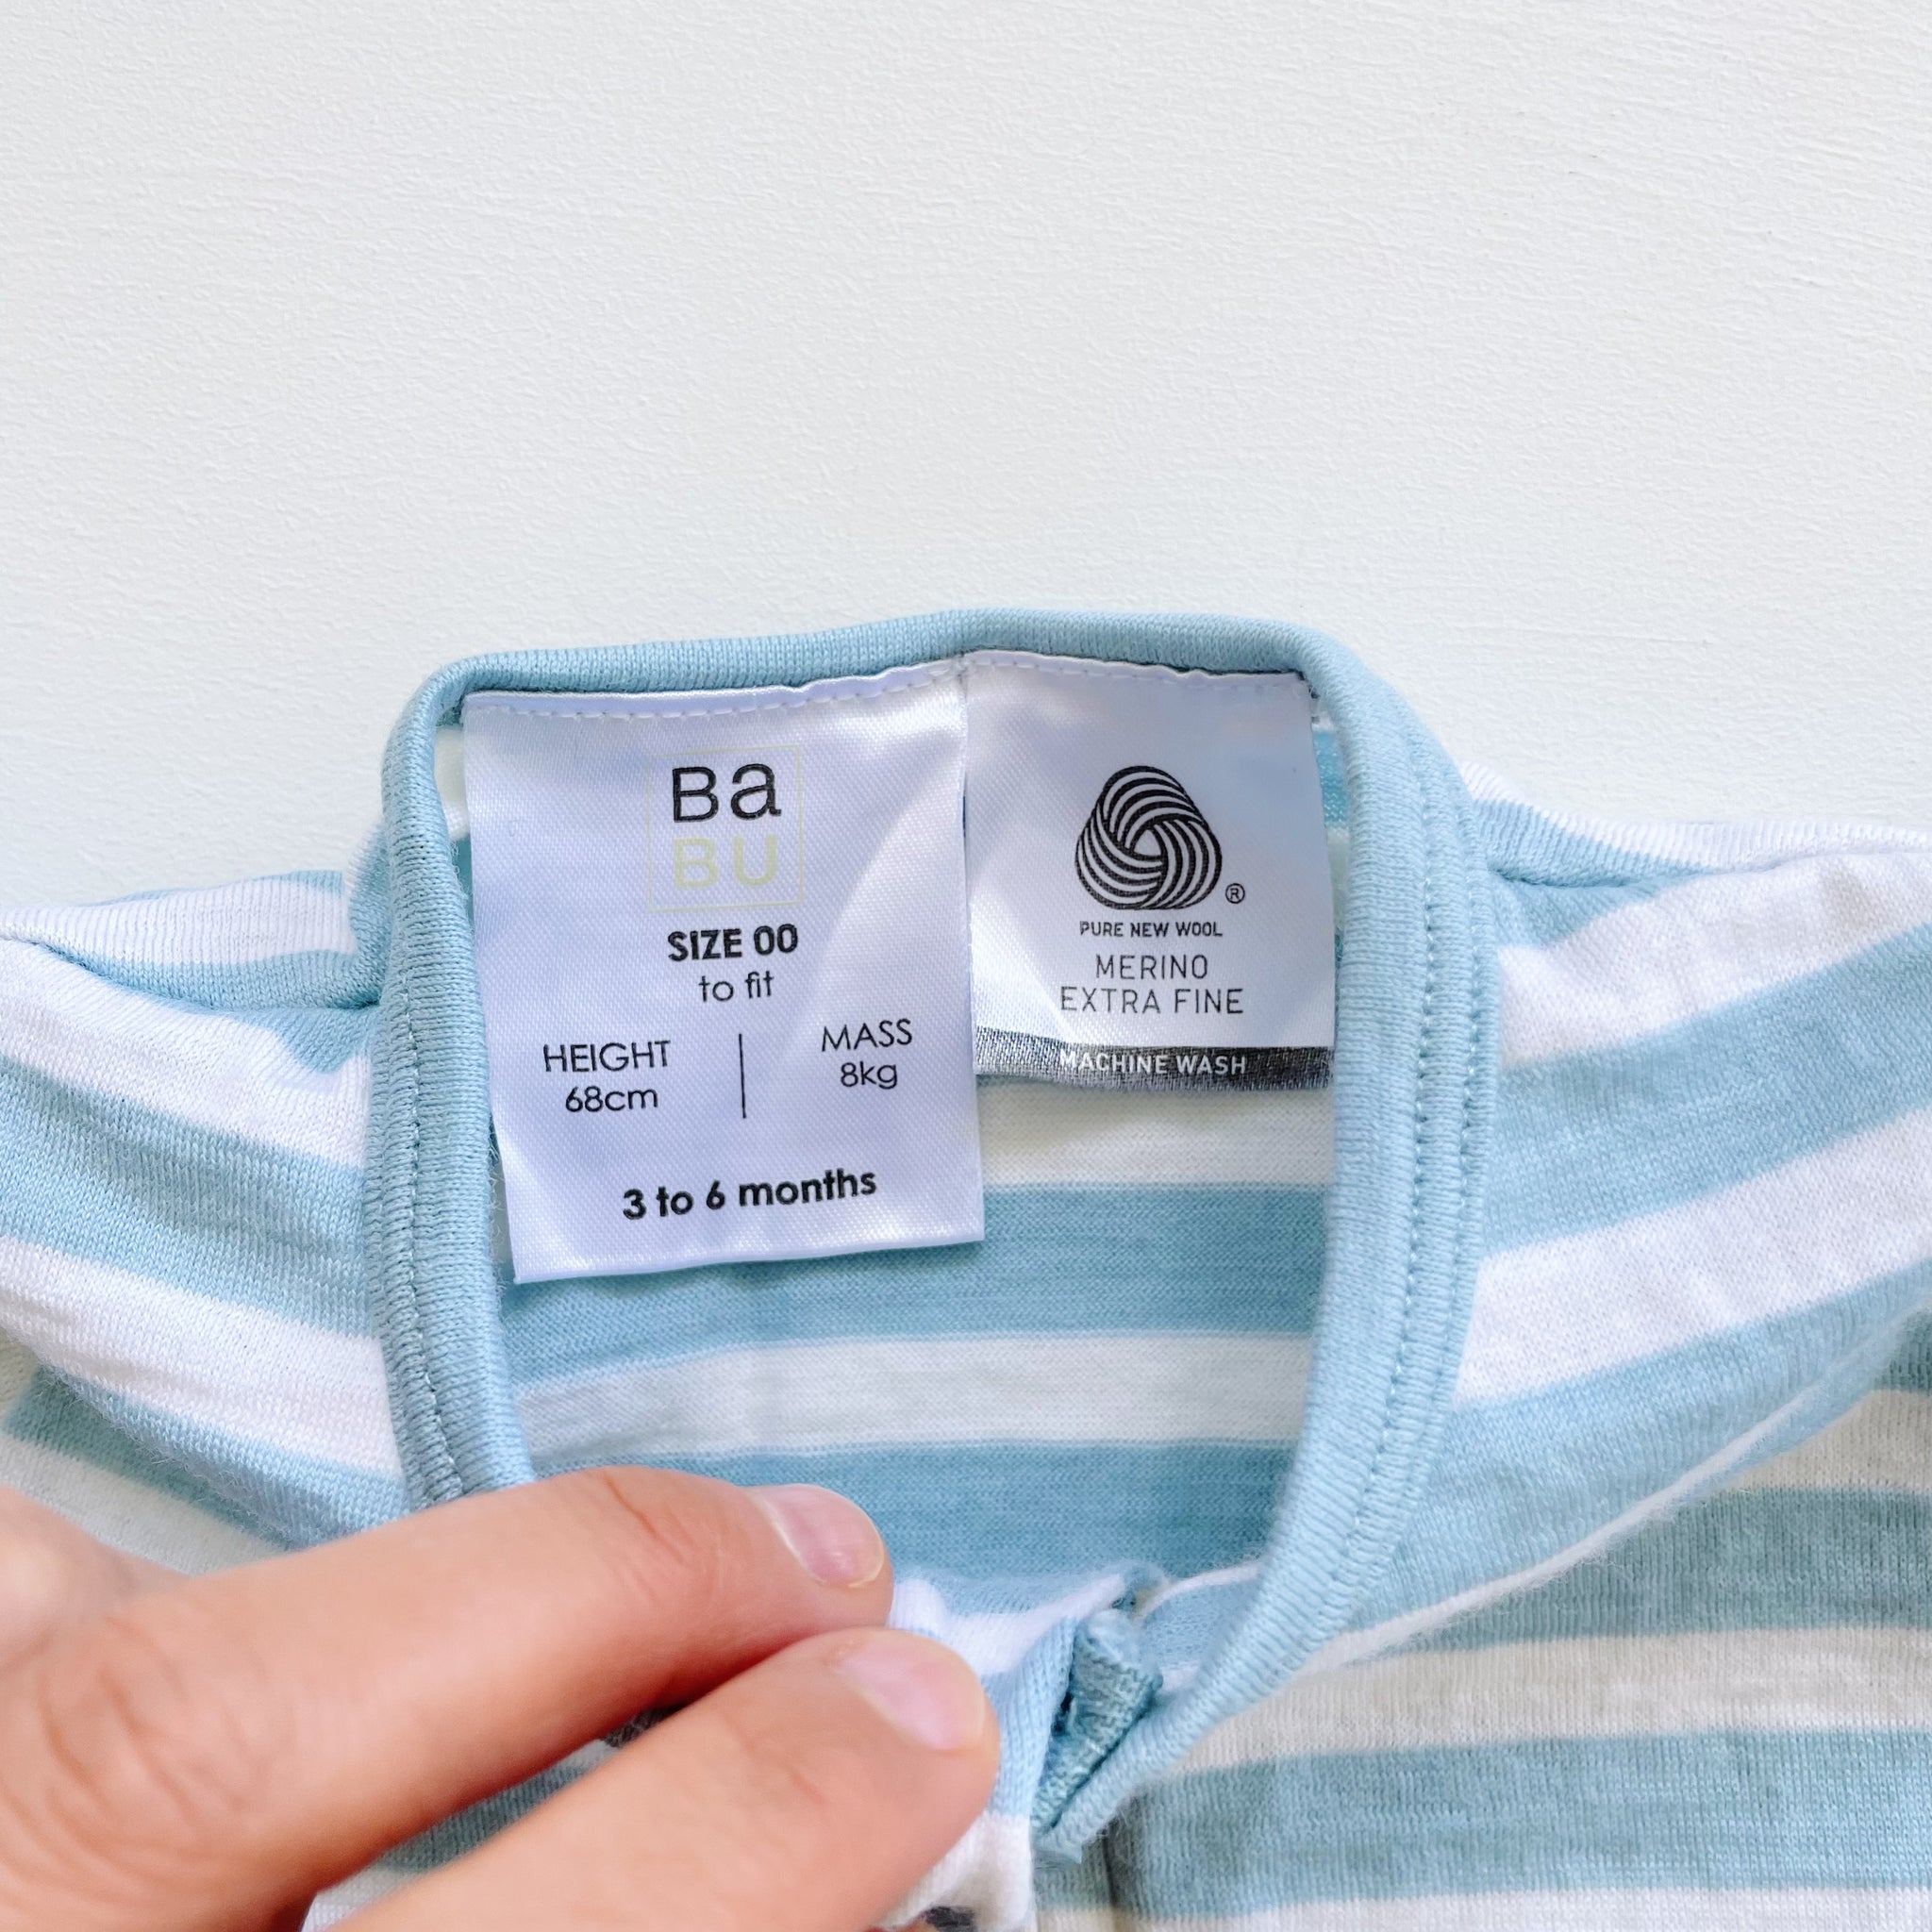 Ba
BU
SIZE 00
to fit
HEIGHT
68cm
MASS
8kg
3 to 6 months
®
PURE NEW WOOL
MERINO
EXTRA FINE
MACHINE WASH